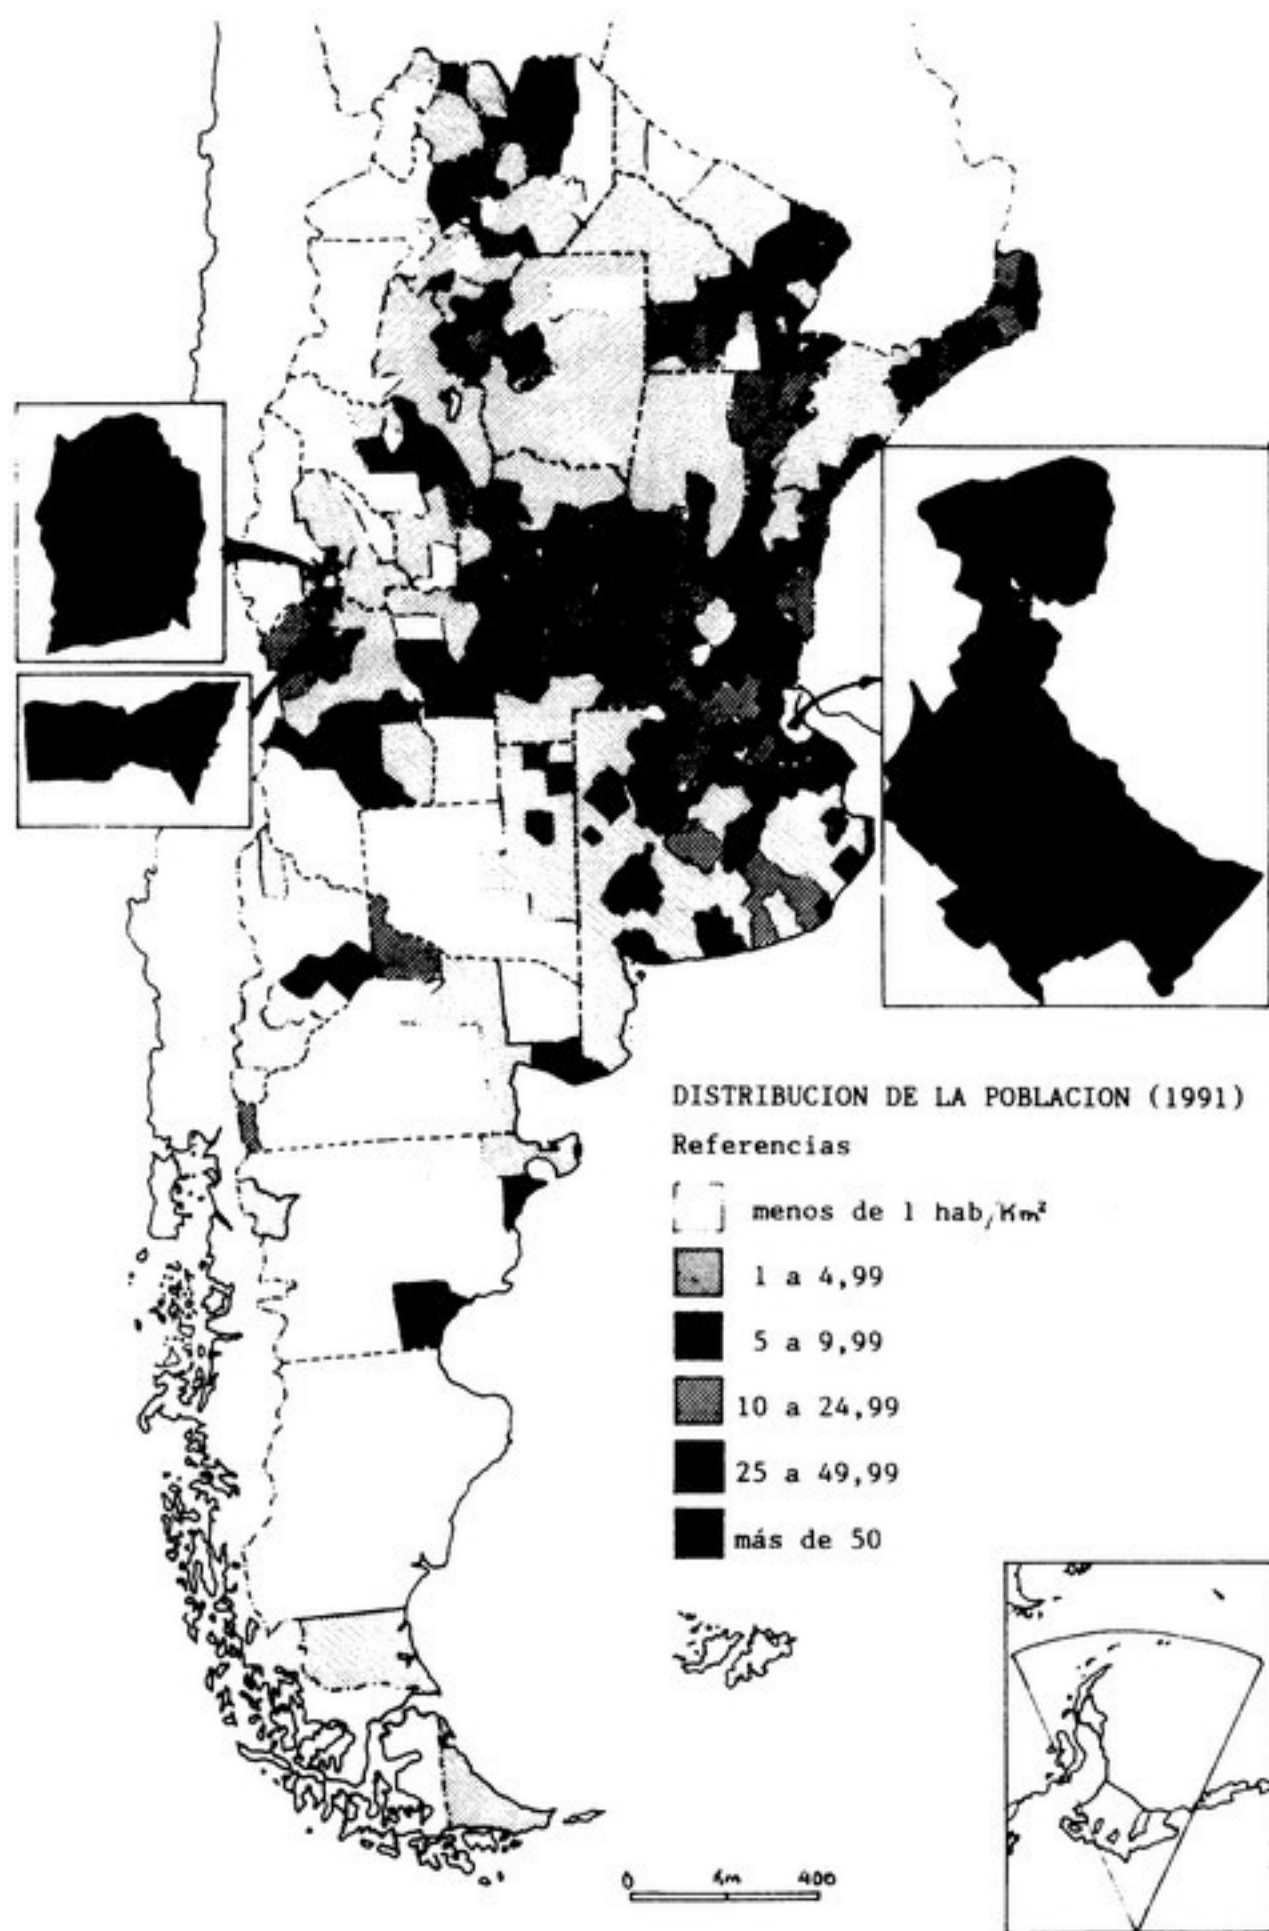 DISTRIBUCION DE LA POBLACION (1991)
Referencias
menos de 1 hab/Km²
1 a 4,99
5 a 9,99
10 a 24,99
25 a 49,99
más de 50
0 Km 400